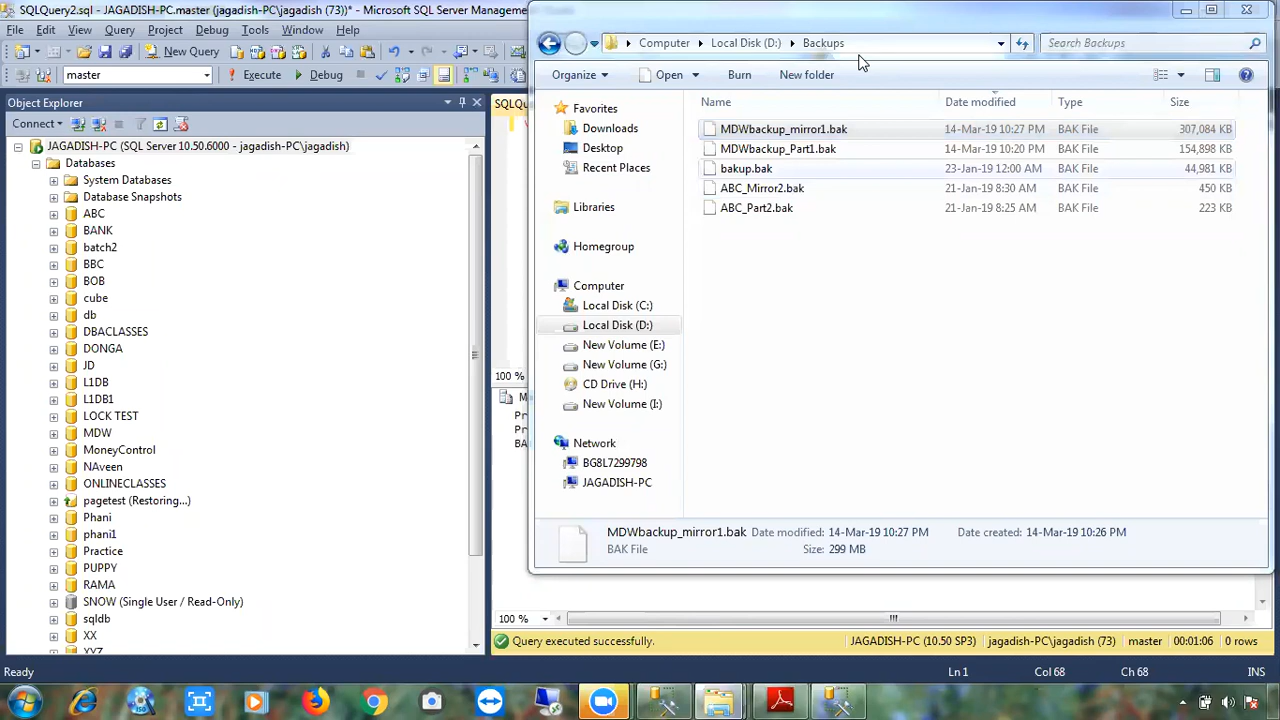 SQLQuery2.sql - JAGADISH-PC.master (jagadish-PC\jagadish (73))* - Microsoft SQL Server Management
File Edit View Query Project Debug Tools Window Help
New Query
master Execute Debug
Object Explorer
Connect
JAGADISH-PC (SQL Server 10.50.6000 - jagadish-PC\jagadish)
Databases
System Databases
Database Snapshots
ABC
BANK
batch2
BBC
BOB
cube
db
DBACLASSES
DONGA
JD
L1DB
L1DB1
LOCK TEST
MDW
MoneyControl
NAveen
ONLINECLASSES
pagetest (Restoring...)
Phani
phani1
Practice
PUPPY
RAMA
SNOW (Single User / Read-Only)
sqldb
XX
XYZ
SQLQu
100 %
M
Pr
Pr
BA
Computer Local Disk (D:) Backups
Search Backups
Organize Open Burn New folder
Favorites
Downloads
Desktop
Recent Places
Libraries
Homegroup
Computer
Local Disk (C:)
Local Disk (D:)
New Volume (E:)
New Volume (G:)
CD Drive (H:)
New Volume (I:)
Network
BG8L7299798
JAGADISH-PC
Name Date modified Type Size
MDWbackup_mirror1.bak 14-Mar-19 10:27 PM BAK File 307,084 KB
MDWbackup_Part1.bak 14-Mar-19 10:20 PM BAK File 154,898 KB
bakup.bak 23-Jan-19 12:00 AM BAK File 44,981 KB
ABC_Mirror2.bak 21-Jan-19 8:30 AM BAK File 450 KB
ABC_Part2.bak 21-Jan-19 8:25 AM BAK File 223 KB
MDWbackup_mirror1.bak Date modified: 14-Mar-19 10:27 PM Date created: 14-Mar-19 10:26 PM
BAK File Size: 299 MB
100 %
Query executed successfully. JAGADISH-PC (10.50 SP3) jagadish-PC\jagadish (73) master 00:01:06 0 rows
Ready Ln 1 Col 68 Ch 68 INS